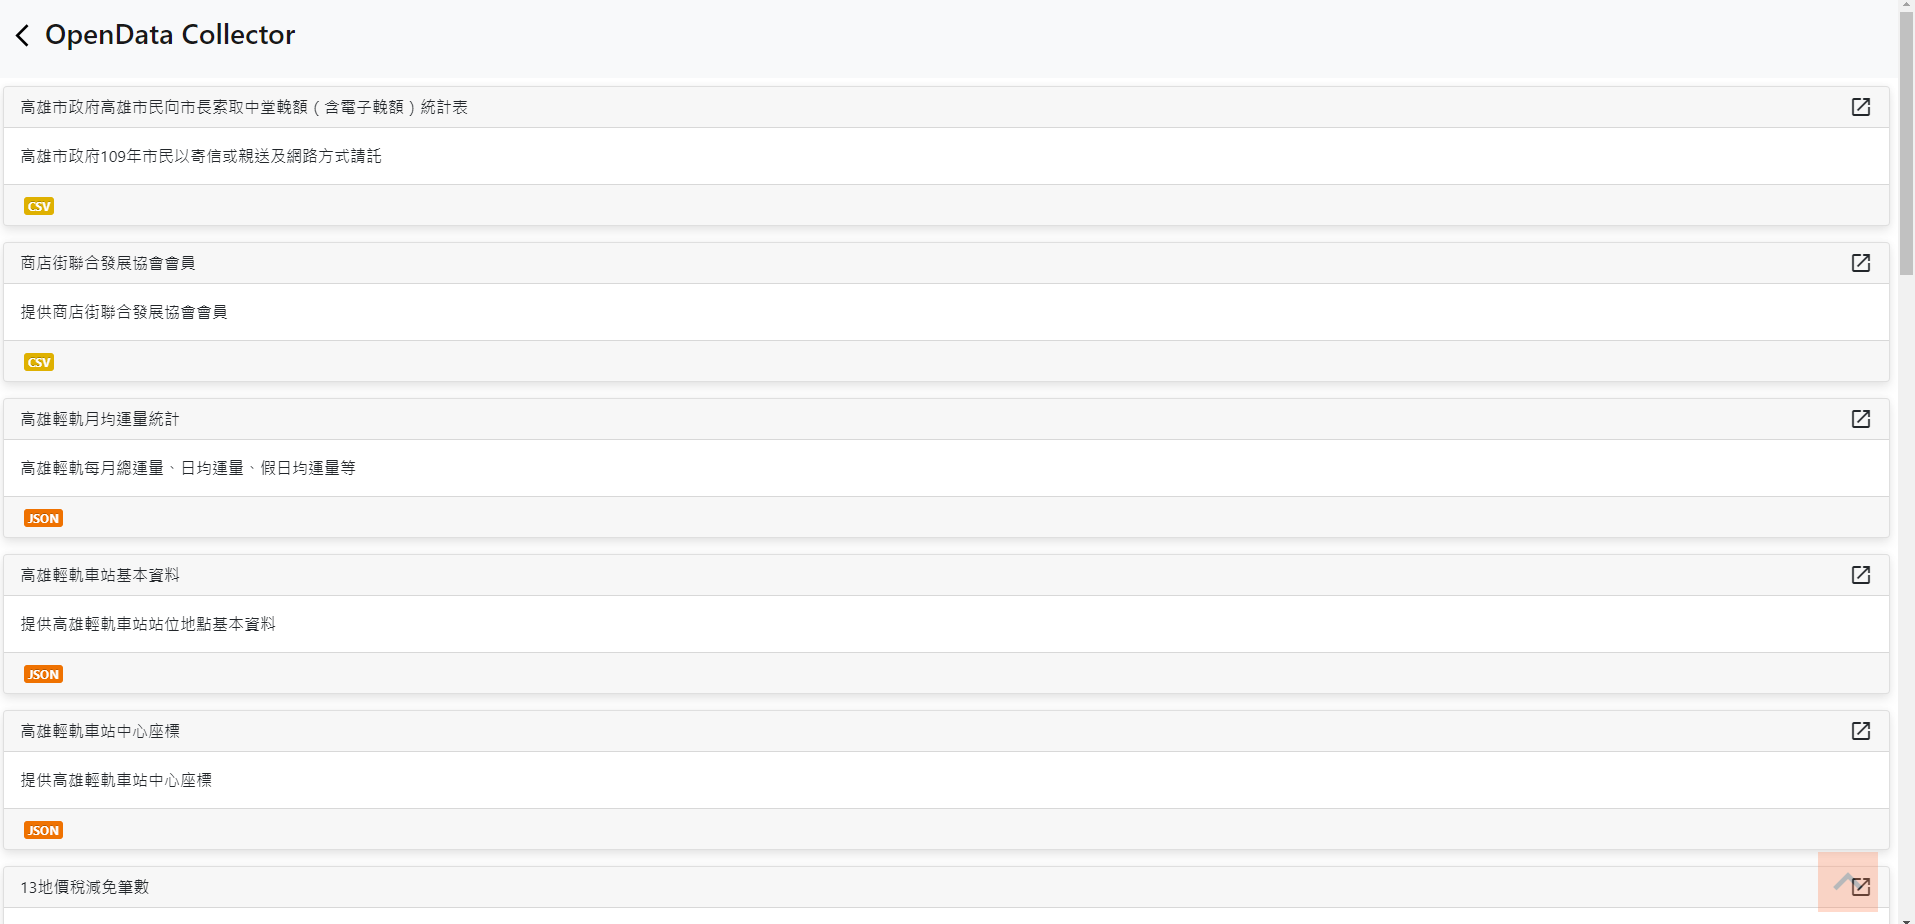 OpenData Collector
高雄市政府高雄市民向市長索取中堂輓額（含電子輓額）統計表
高雄市政府109年市民以寄信或親送及網路方式請託
CSV
商店街聯合發展協會會員
提供商店街聯合發展協會會員
CSV
高雄輕軌月均運量統計
高雄輕軌每月總運量、日均運量、假日均運量等
JSON
高雄輕軌車站基本資料
提供高雄輕軌車站站位地點基本資料
JSON
高雄輕軌車站中心座標
提供高雄輕軌車站中心座標
JSON
13地價稅減免筆數